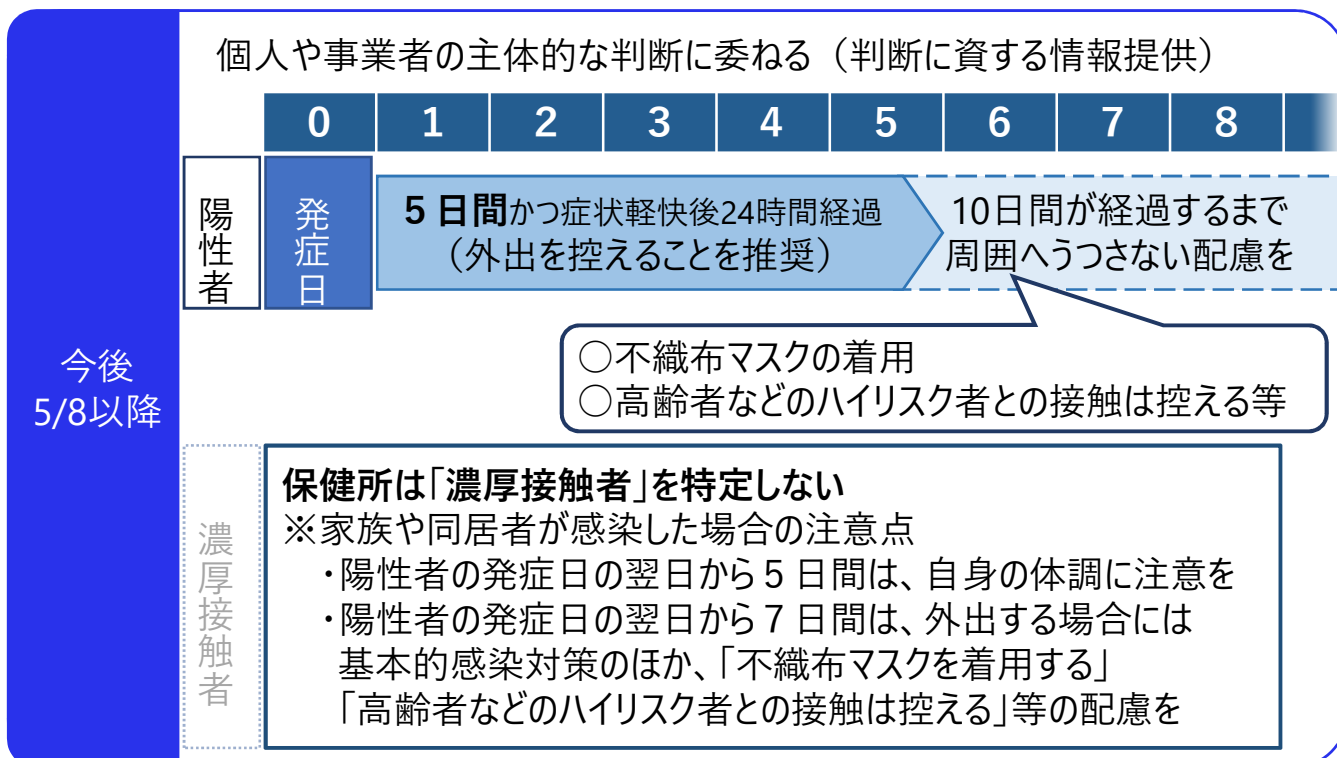 個人や事業者の主体的な判断に委ねる（判断に資する情報提供）
0 1 2 3 4 5 6 7 8
今後
5/8以降
陽性者
発症日
５日間かつ症状軽快後24時間経過
（外出を控えることを推奨）
10日間が経過するまで
周囲へうつさない配慮を
○不織布マスクの着用
○高齢者などのハイリスク者との接触は控える等
濃厚接触者
保健所は｢濃厚接触者｣を特定しない
※家族や同居者が感染した場合の注意点
・陽性者の発症日の翌日から５日間は、自身の体調に注意を
・陽性者の発症日の翌日から７日間は、外出する場合には
基本的感染対策のほか、｢不織布マスクを着用する｣
｢高齢者などのハイリスク者との接触は控える｣等の配慮を